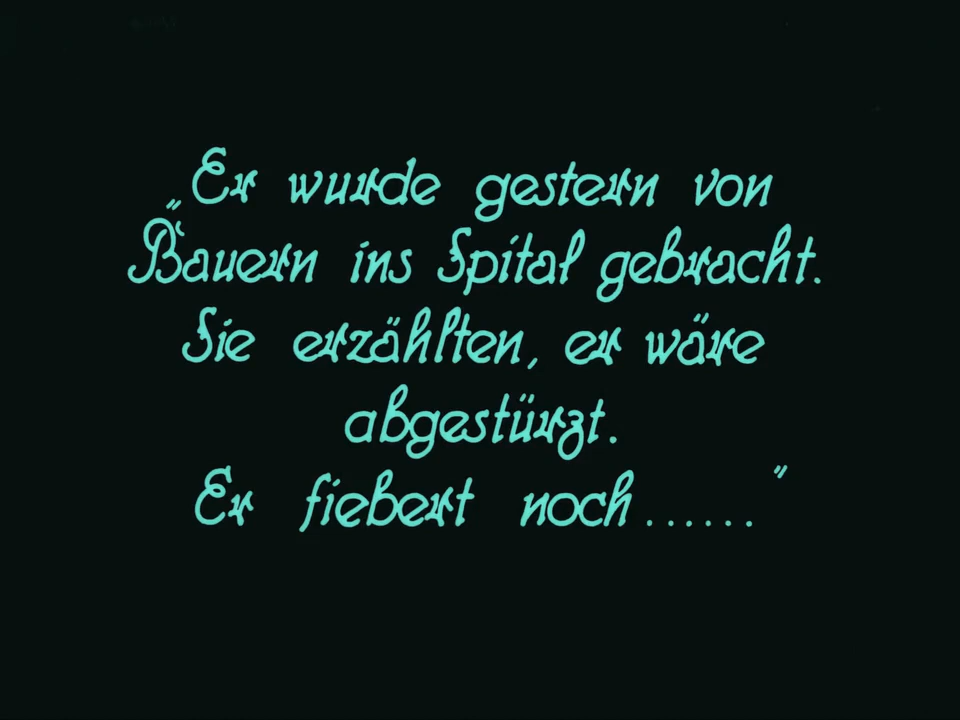 "Er wurde gestern von
Bauern ins Spital gebracht.
Sie erzählten, er wäre
abgestürzt.
Er fiebert noch......"